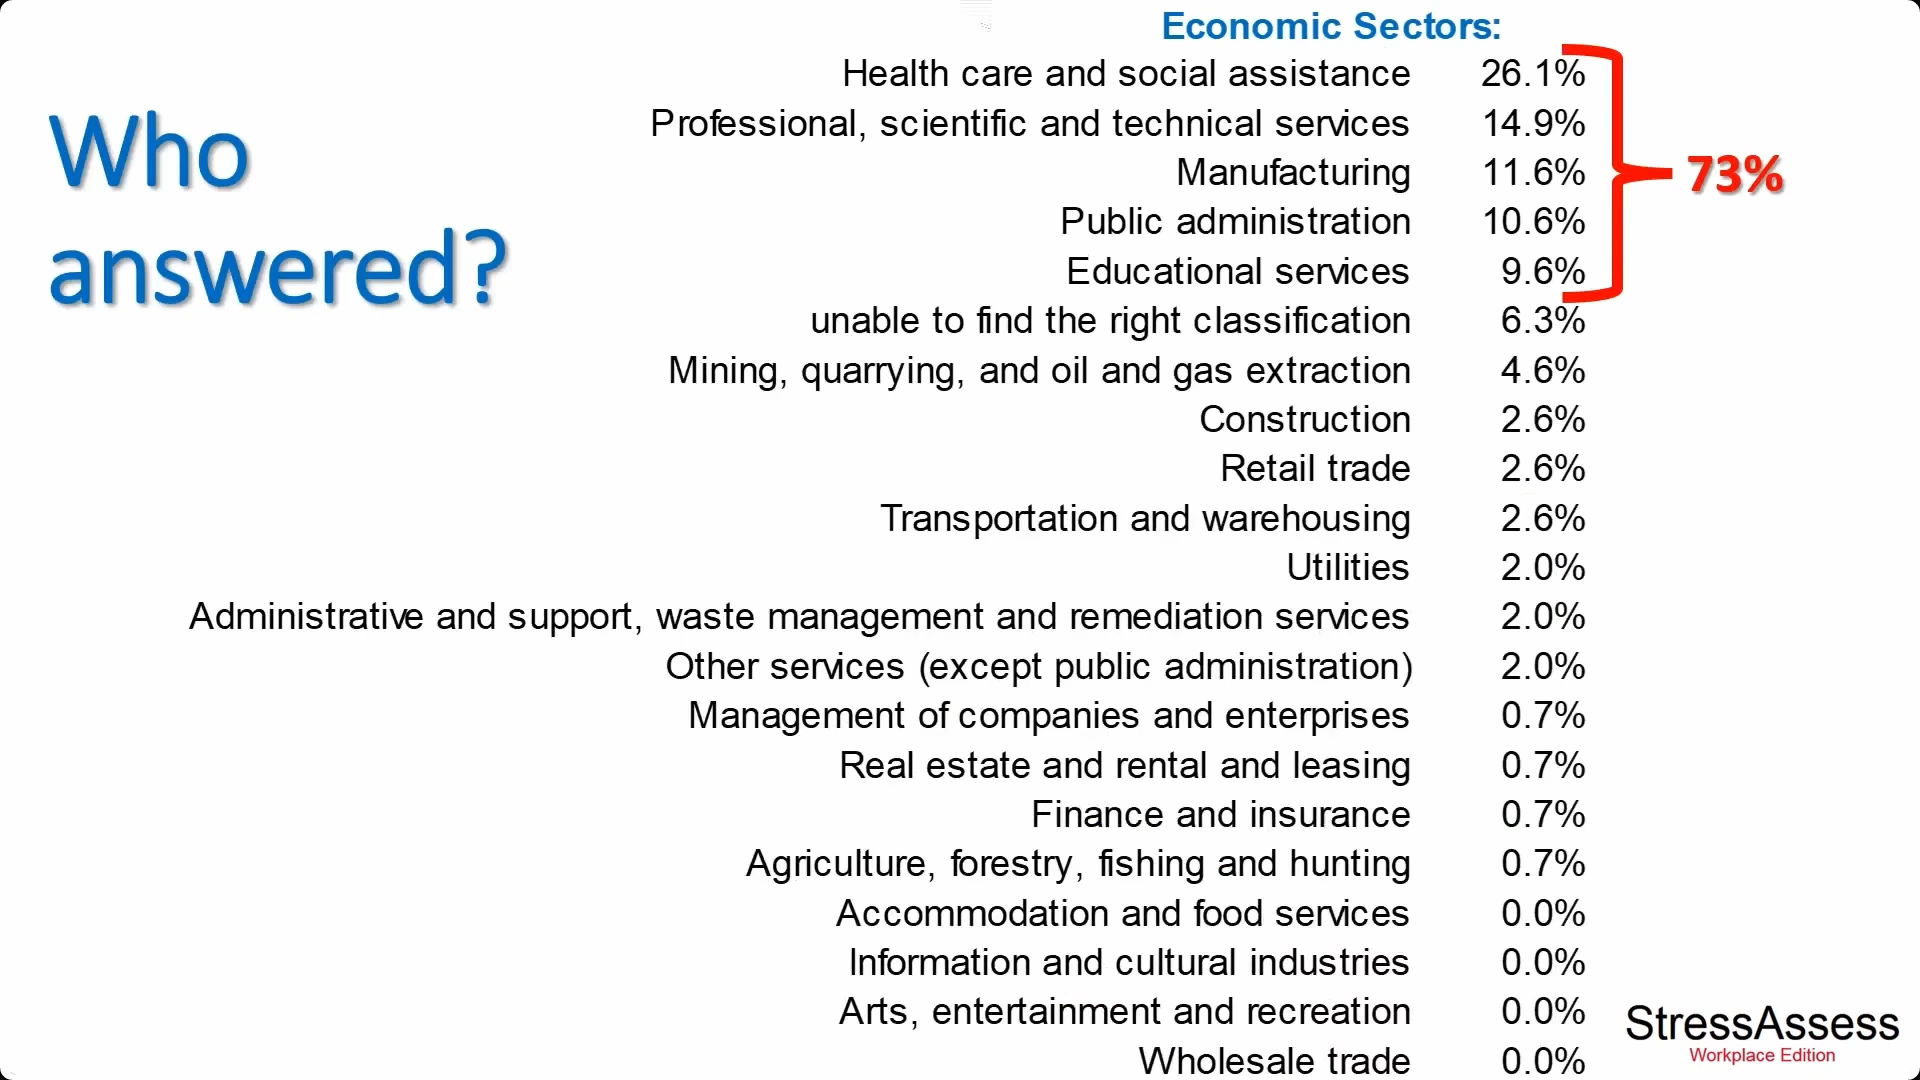 Who
answered?
Economic Sectors:
Health care and social assistance 26.1%
Professional, scientific and technical services 14.9%
Manufacturing 11.6%
Public administration 10.6%
Educational services 9.6%
73%
unable to find the right classification 6.3%
Mining, quarrying, and oil and gas extraction 4.6%
Construction 2.6%
Retail trade 2.6%
Transportation and warehousing 2.6%
Utilities 2.0%
Administrative and support, waste management and remediation services 2.0%
Other services (except public administration) 2.0%
Management of companies and enterprises 0.7%
Real estate and rental and leasing 0.7%
Finance and insurance 0.7%
Agriculture, forestry, fishing and hunting 0.7%
Accommodation and food services 0.0%
Information and cultural industries 0.0%
Arts, entertainment and recreation 0.0%
Wholesale trade 0.0%
StressAssess
Workplace Edition